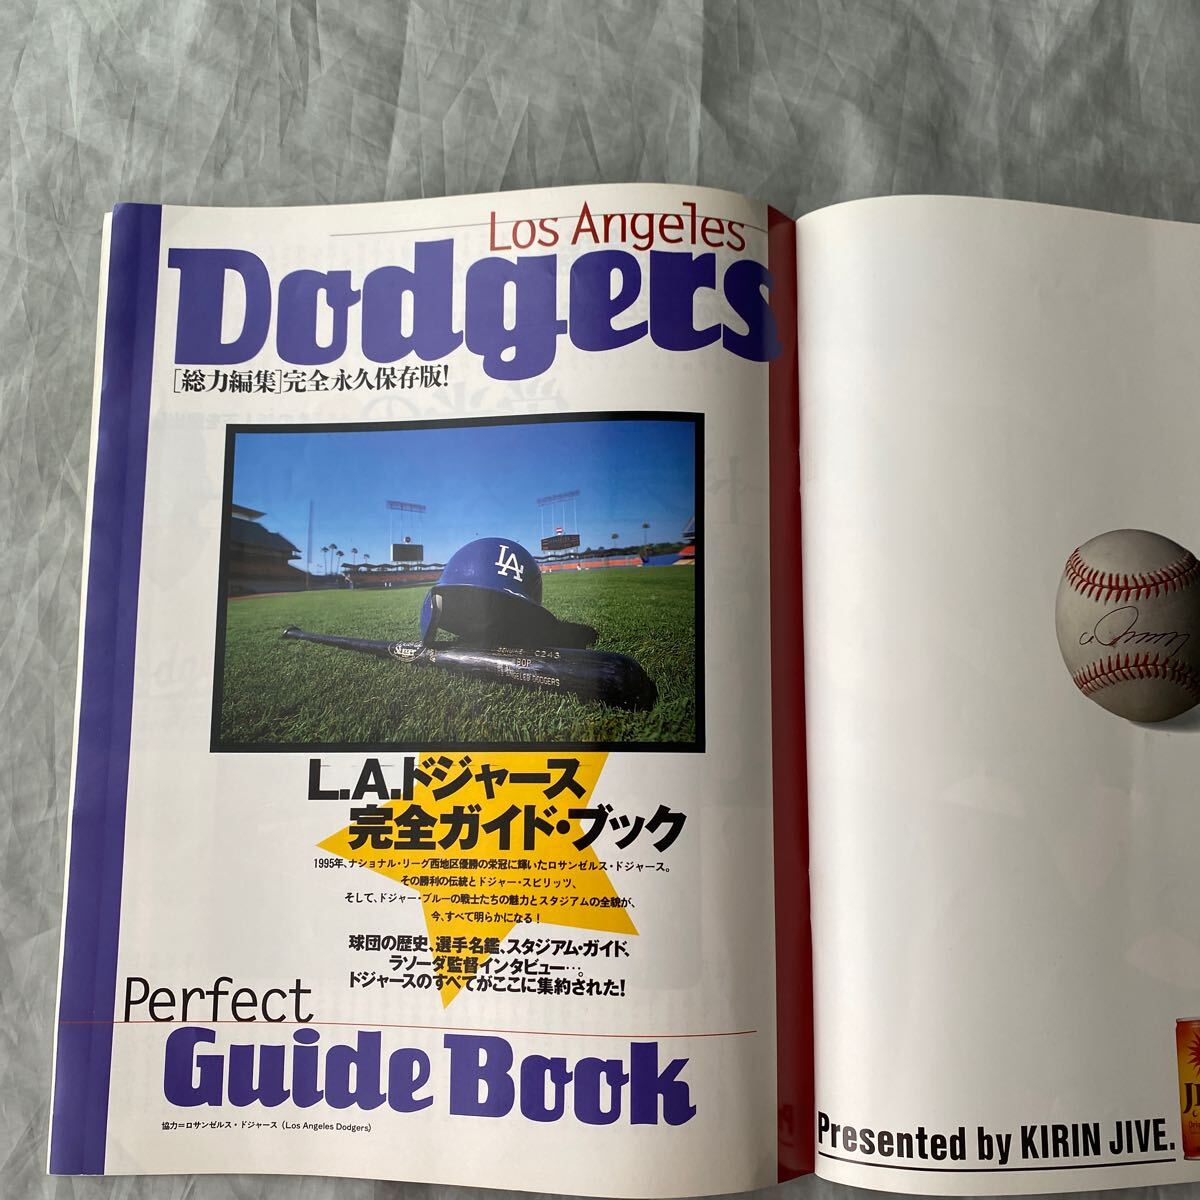 Los Angeles
Dodgers
[総力編集]完全永久保存版!
LA
C243
LOS ANGELES DODGERS
L.A.ドジャース
完全ガイド・ブック
1995年、ナショナル・リーグ西地区優勝の栄冠に輝いたロサンゼルス・ドジャース。
その勝利の伝統とドジャー・スピリッツ、
そして、ドジャー・ブルーの戦士たちの魅力とスタジアムの全貌が、
今、すべて明らかになる!
球団の歴史、選手名鑑、スタジアム・ガイド、
ラソーダ監督インタビュー…。
ドジャースのすべてがここに集約された!
Perfect
Guide Book
協力=ロサンゼルス・ドジャース (Los Angeles Dodgers)
Presented by KIRIN JIVE.